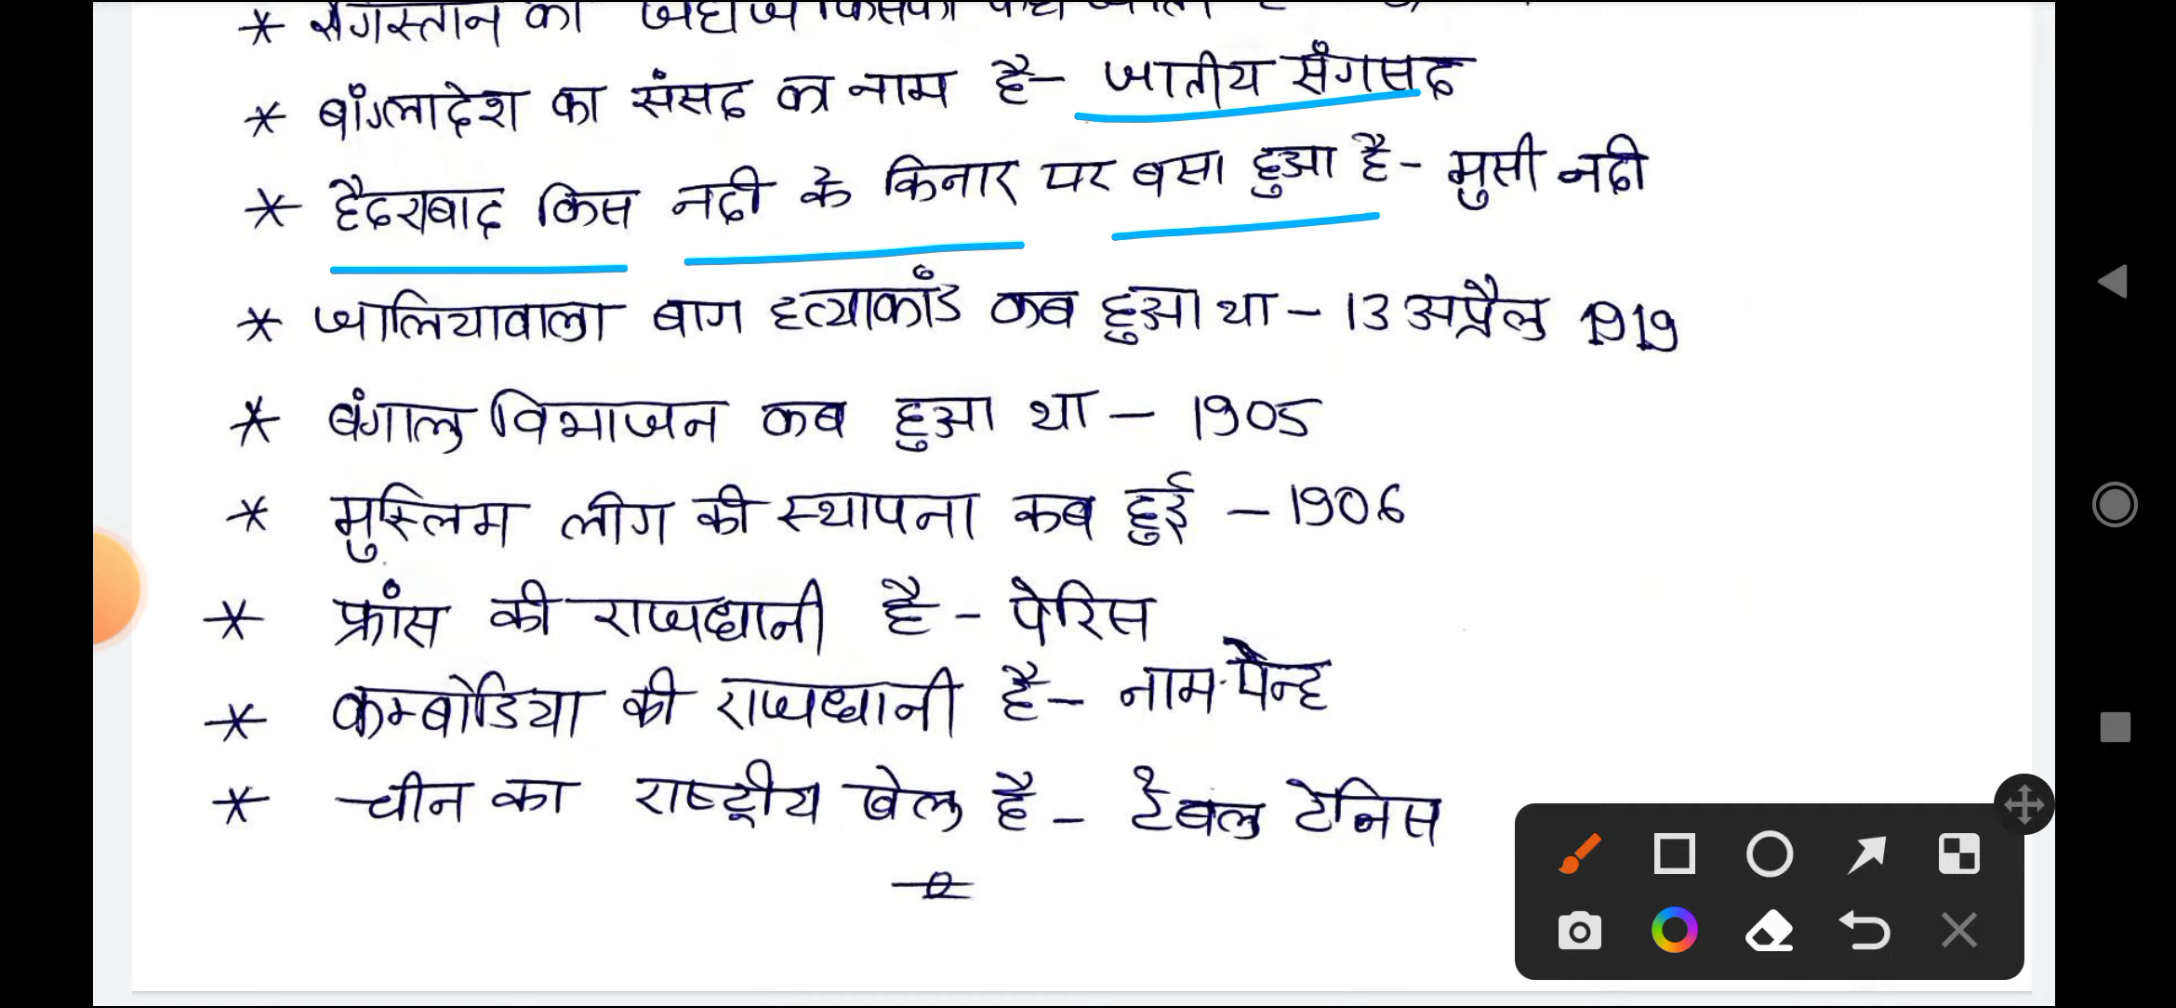 * बांग्लादेश का संसद का नाम है- जातीय संगसद
* हैदराबाद किस नदी के किनार पर बसा हुआ है- मुसी नदी
* जालियावाला बाग हत्याकांड कब हुआ था - 13 अप्रैल 1919
* बंगाल विभाजन कब हुआ था - 1905
* मुस्लिम लीग की स्थापना कब हुई - 1906
* फ्रांस की राजधानी है - पेरिस
* कम्बोडिया की राजधानी है- नाम-पेन्ह
* चीन का राष्ट्रीय खेल है - टेबल टेनिस